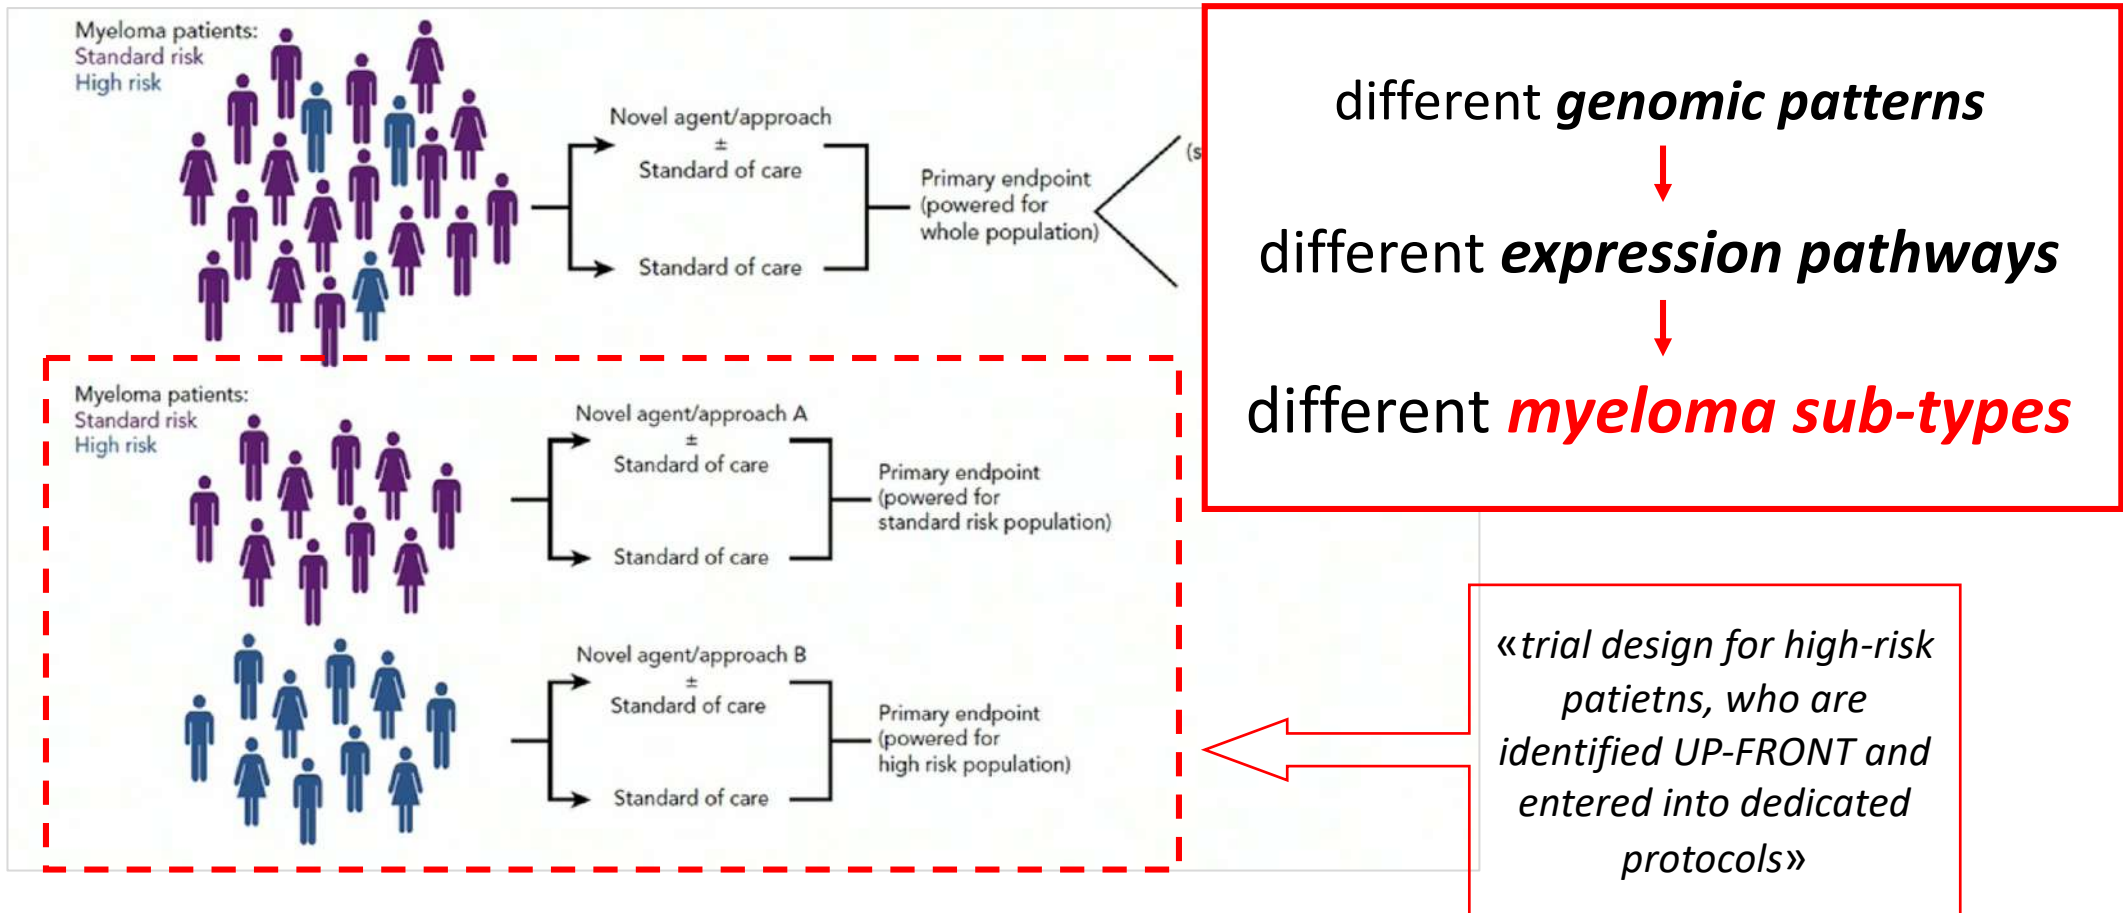 Myeloma patients:
Standard risk
High risk
Novel agent/approach
±
Standard of care
Standard of care
Primary endpoint
(powered for
whole population)
(s
different genomic patterns
different expression pathways
different myeloma sub-types
Myeloma patients:
Standard risk
High risk
Novel agent/approach A
±
Standard of care
Standard of care
Primary endpoint
(powered for
standard risk population)
Novel agent/approach B
±
Standard of care
Standard of care
Primary endpoint
(powered for
high risk population)
«trial design for high-risk
patietns, who are
identified UP-FRONT and
entered into dedicated
protocols»